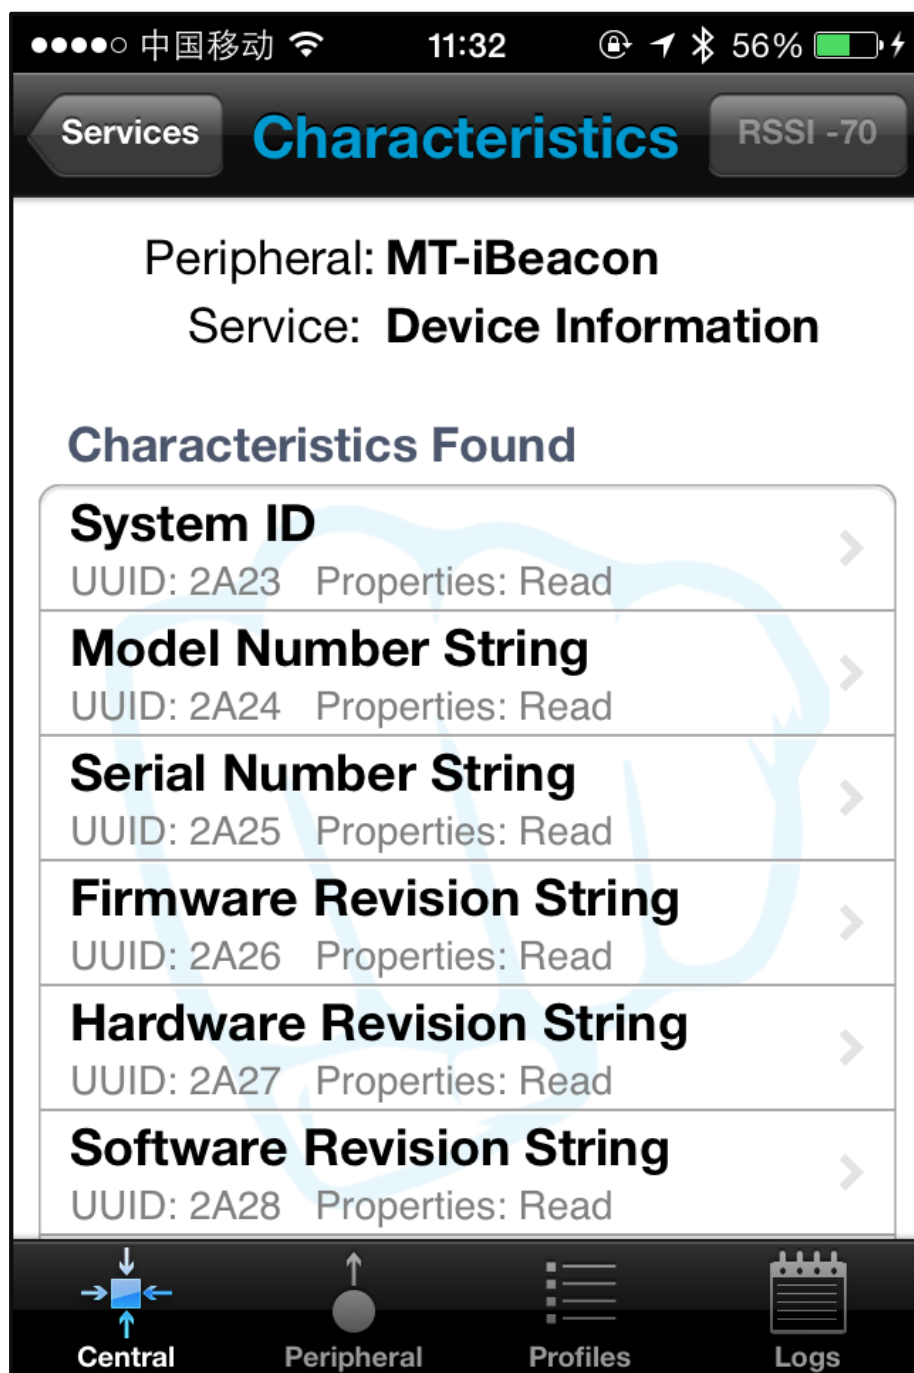 中国移动 11:32 56%
Services Characteristics RSSI -70
Peripheral: MT-iBeacon
Service: Device Information
Characteristics Found
System ID
UUID: 2A23 Properties: Read
Model Number String
UUID: 2A24 Properties: Read
Serial Number String
UUID: 2A25 Properties: Read
Firmware Revision String
UUID: 2A26 Properties: Read
Hardware Revision String
UUID: 2A27 Properties: Read
Software Revision String
UUID: 2A28 Properties: Read
Central Peripheral Profiles Logs